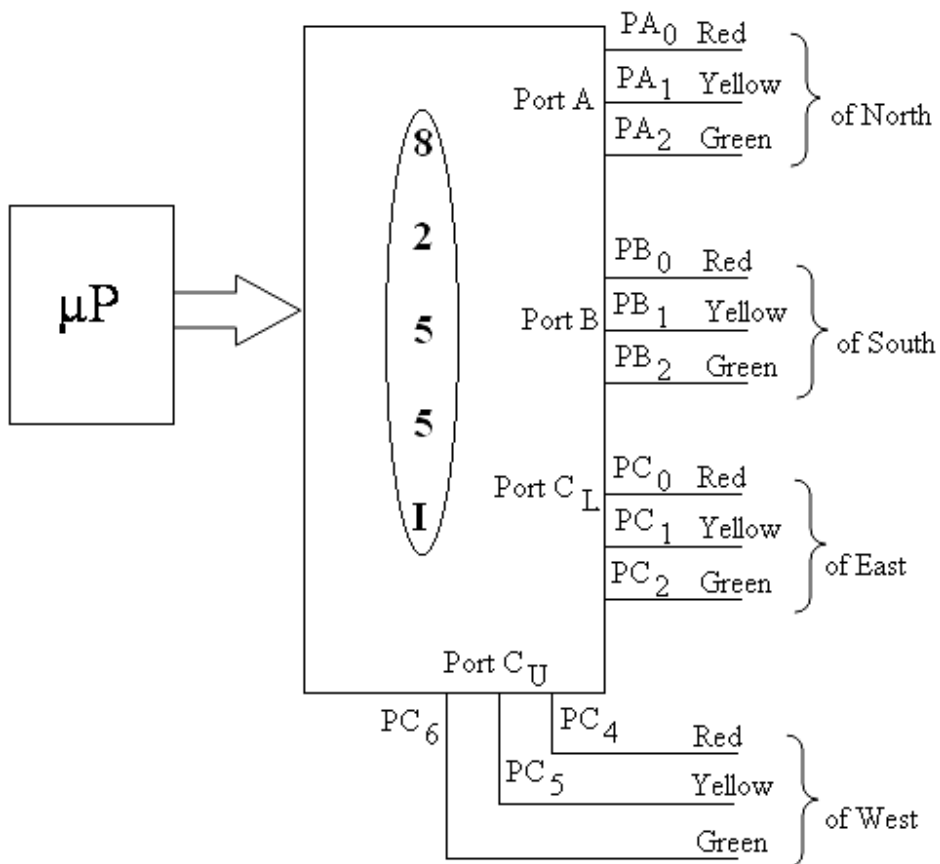 PA0 Red
PA1 Yellow
Port A
PA2 Green
of North
8
2
5
5
I
µP
PB0 Red
PB1 Yellow
Port B
PB2 Green
of South
PC0 Red
Port CL
PC1 Yellow
PC2 Green
of East
Port CU
PC6
PC4 Red
PC5 Yellow
Green
of West